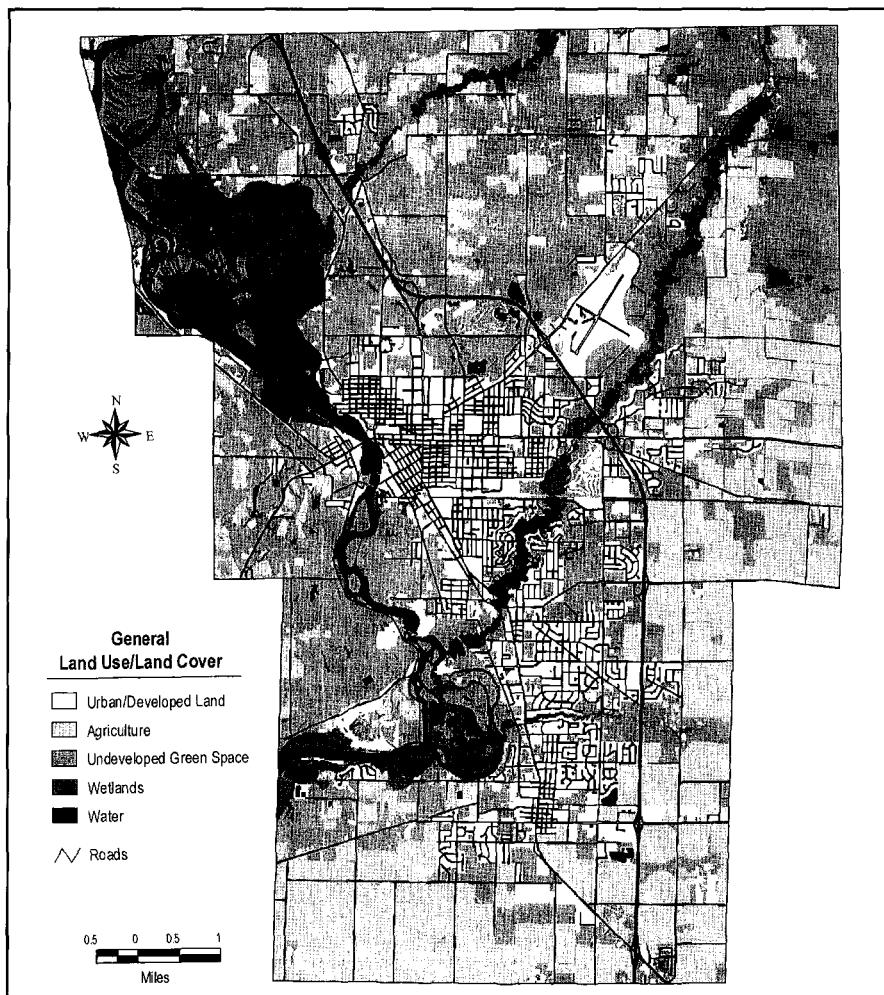 N
W E
S
General
Land Use/Land Cover
Urban/Developed Land
Agriculture
Undeveloped Green Space
Wetlands
Water
Roads
0.5 0 0.5 1
Miles